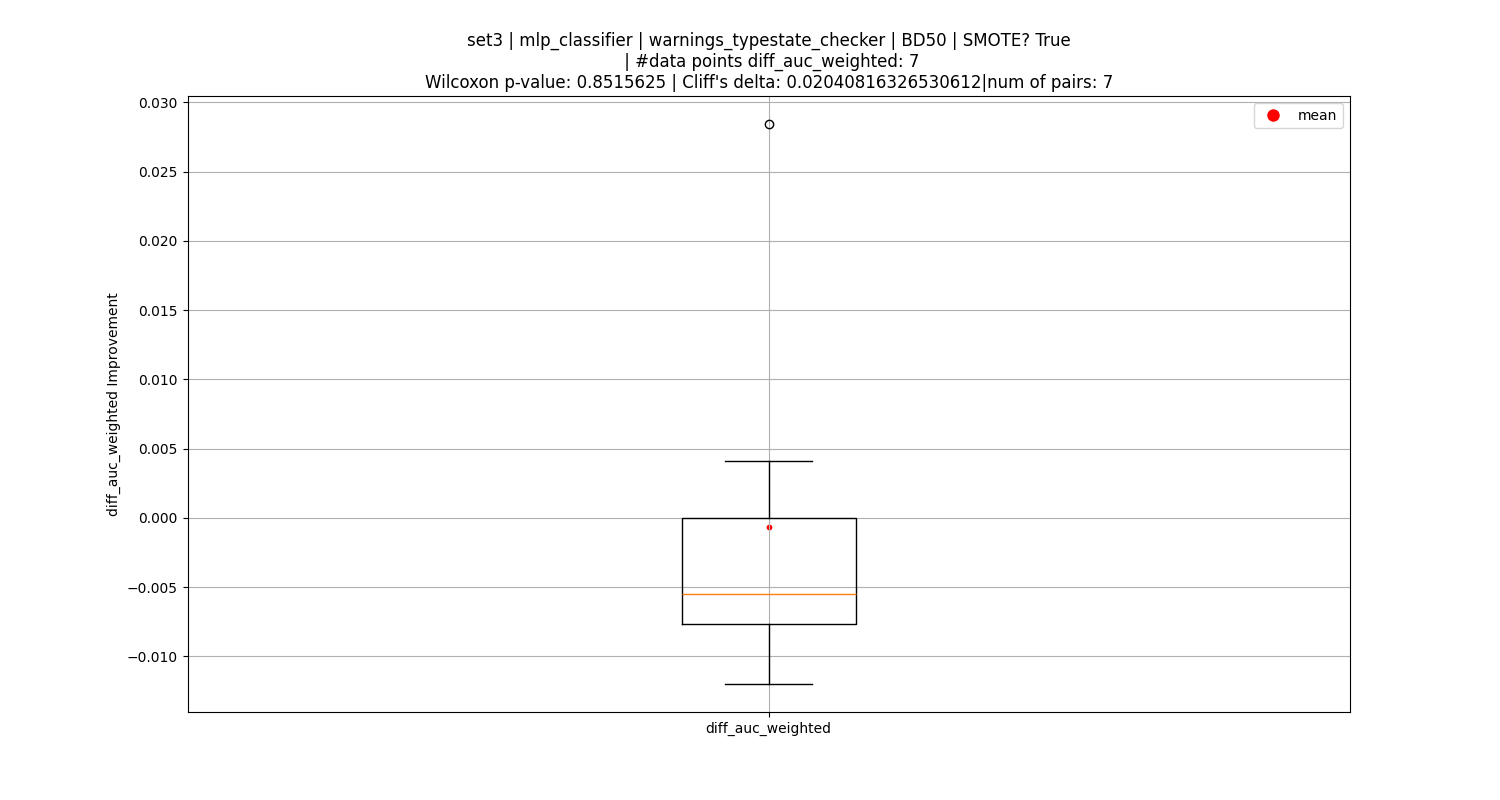 set3 | mlp_classifier | warnings_typestate_checker | BD50 | SMOTE? True
| #data points diff_auc_weighted: 7
Wilcoxon p-value: 0.8515625 | Cliff's delta: 0.02040816326530612|num of pairs: 7
mean
0.030
0.025
0.020
0.015
0.010
0.005
0.000
−0.005
−0.010
diff_auc_weighted Improvement
diff_auc_weighted